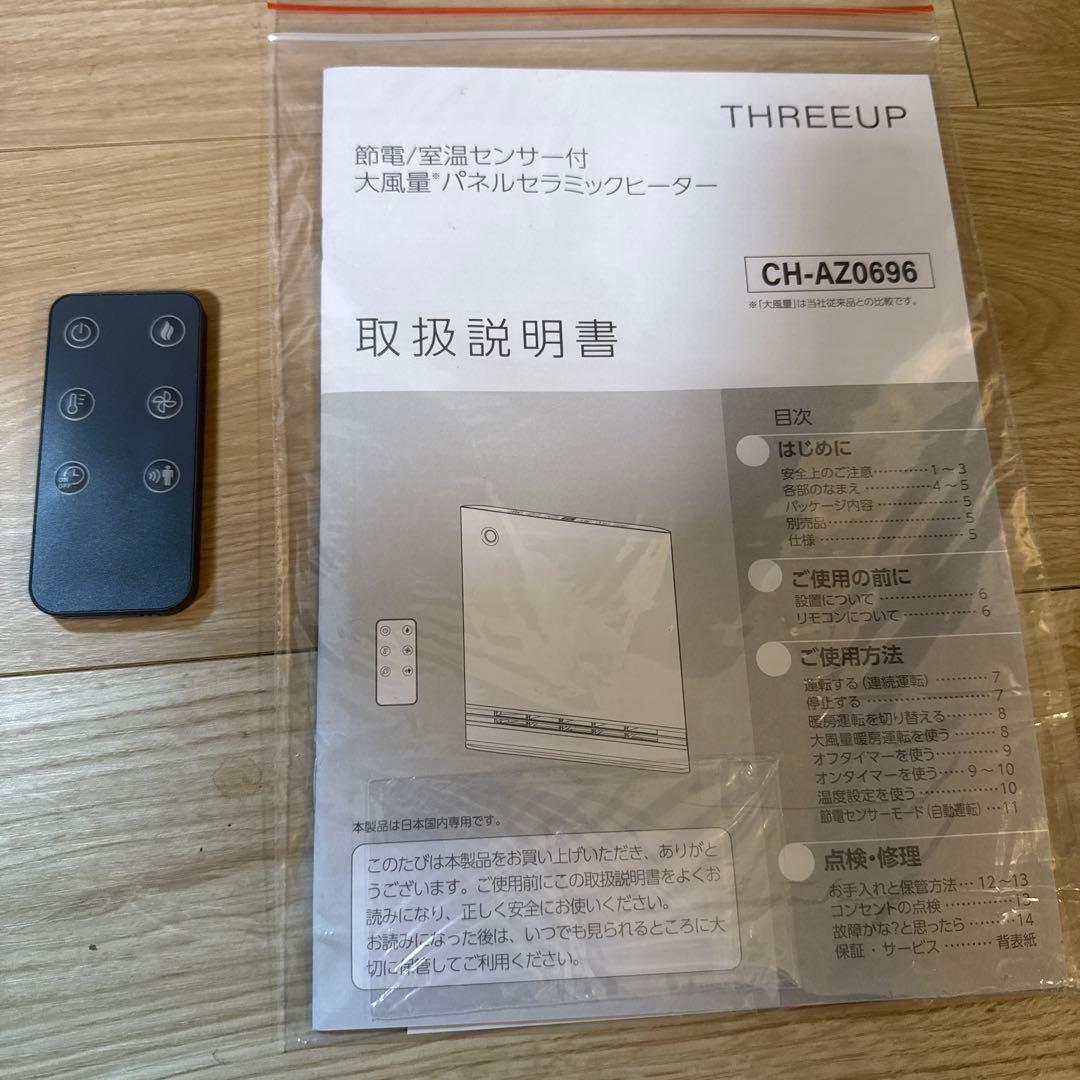 THREEUP
節電/室温センサー付
大風量※パネルセラミックヒーター
CH-AZ0696
※「大風量」は当社従来品との比較です。
取扱説明書
目次
はじめに
安全上のご注意…………1～3
各部のなまえ……………4～5
パッケージ内容……………5
別売品………………………5
仕様…………………………5
ご使用の前に
設置について………………6
リモコンについて…………6
ご使用方法
運転する（連続運転）………7
停止する……………………7
暖房運転を切り替える………8
大風量暖房運転を使う………8
オフタイマーを使う…………9
オンタイマーを使う……9～10
温度設定を使う……………10
節電センサーモード（自動運転）…11
点検・修理
お手入れと保管方法…12～13
コンセントの点検…………13
故障かな?と思ったら………14
保証・サービス………背表紙
本製品は日本国内専用です。
このたびは本製品をお買い上げいただき、ありがと
うございます。ご使用前にこの取扱説明書をよくお
読みになり、正しく安全にお使いください。
お読みになった後は、いつでも見られるところに大
切に保管してご利用ください。
ON
OFF